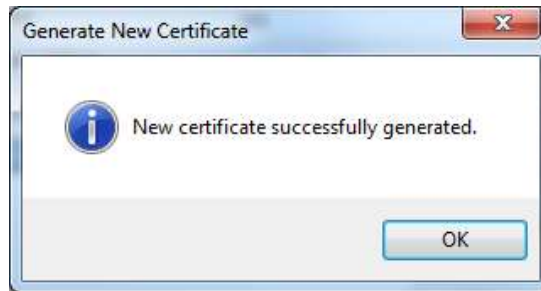 Generate New Certificate
New certificate successfully generated.
OK